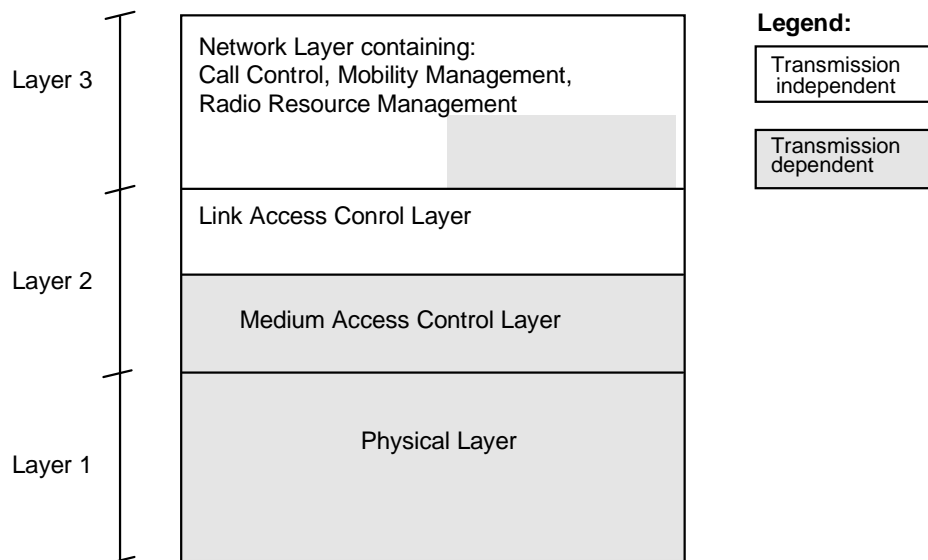 Legend:
Transmission
independent
Transmission
dependent
Layer 3
Network Layer containing:
Call Control, Mobility Management,
Radio Resource Management
Layer 2
Link Access Conrol Layer
Medium Access Control Layer
Layer 1
Physical Layer